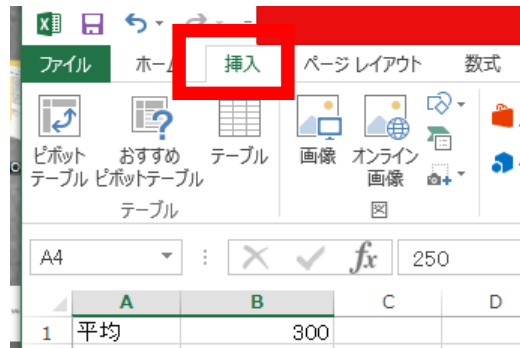 ファイル ホーム 挿入 ページ レイアウト 数式
ピボット おすすめ テーブル 画像 オンライン
テーブル ピボットテーブル 画像
テーブル 図
A4 fx 250
A B C D
1 平均 300